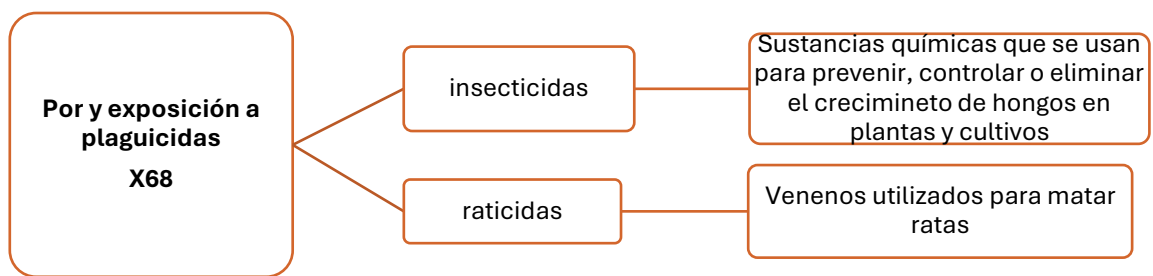 Por y exposición a
plaguicidas
X68
insecticidas
Sustancias químicas que se usan
para prevenir, controlar o eliminar
el crecimineto de hongos en
plantas y cultivos
raticidas
Venenos utilizados para matar
ratas